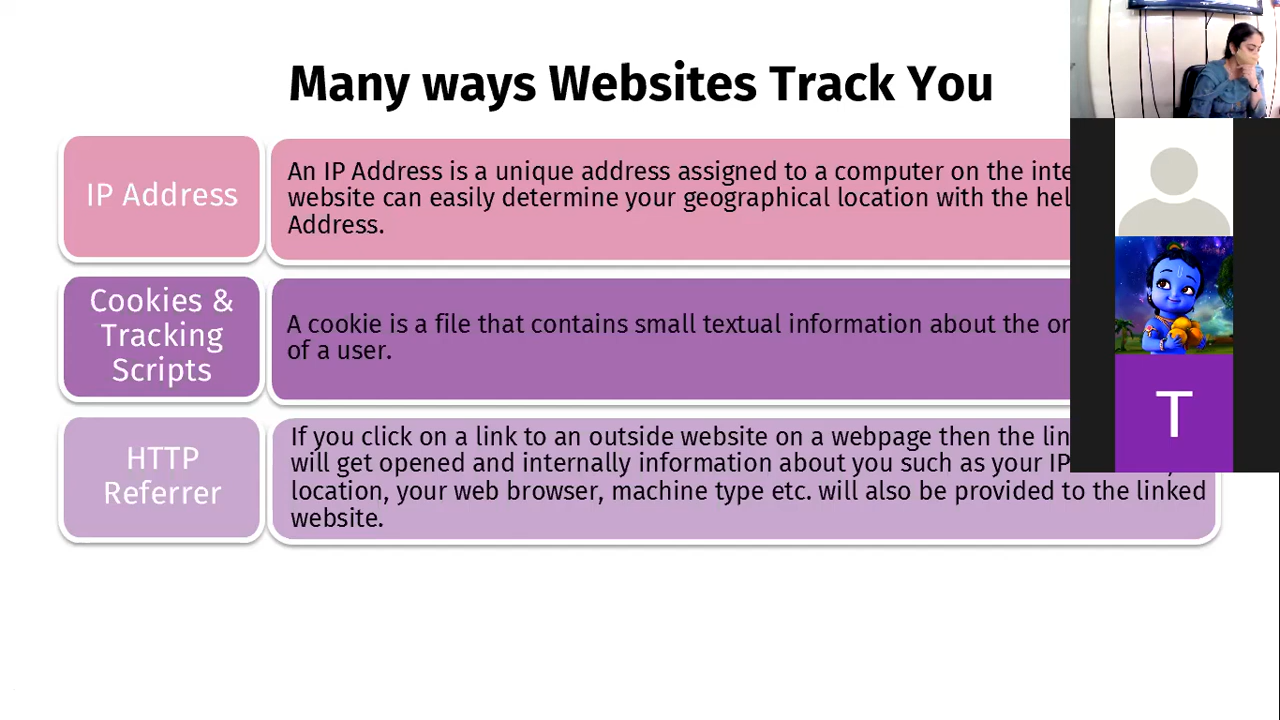 Many ways Websites Track You
IP Address
An IP Address is a unique address assigned to a computer on the
website can easily determine your geographical location with the
Address.
Cookies &
Tracking
Scripts
A cookie is a file that contains small textual information about the
of a user.
HTTP
Referrer
If you click on a link to an outside website on a webpage then the
will get opened and internally information about you such as your IP
location, your web browser, machine type etc. will also be provided to the linked
website.
T